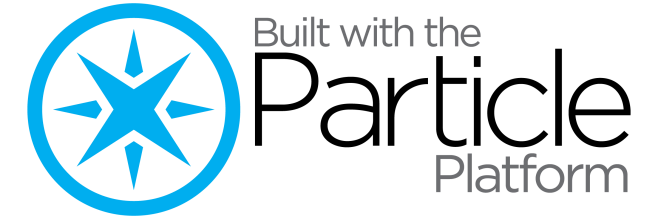 Built with the
Particle
Platform